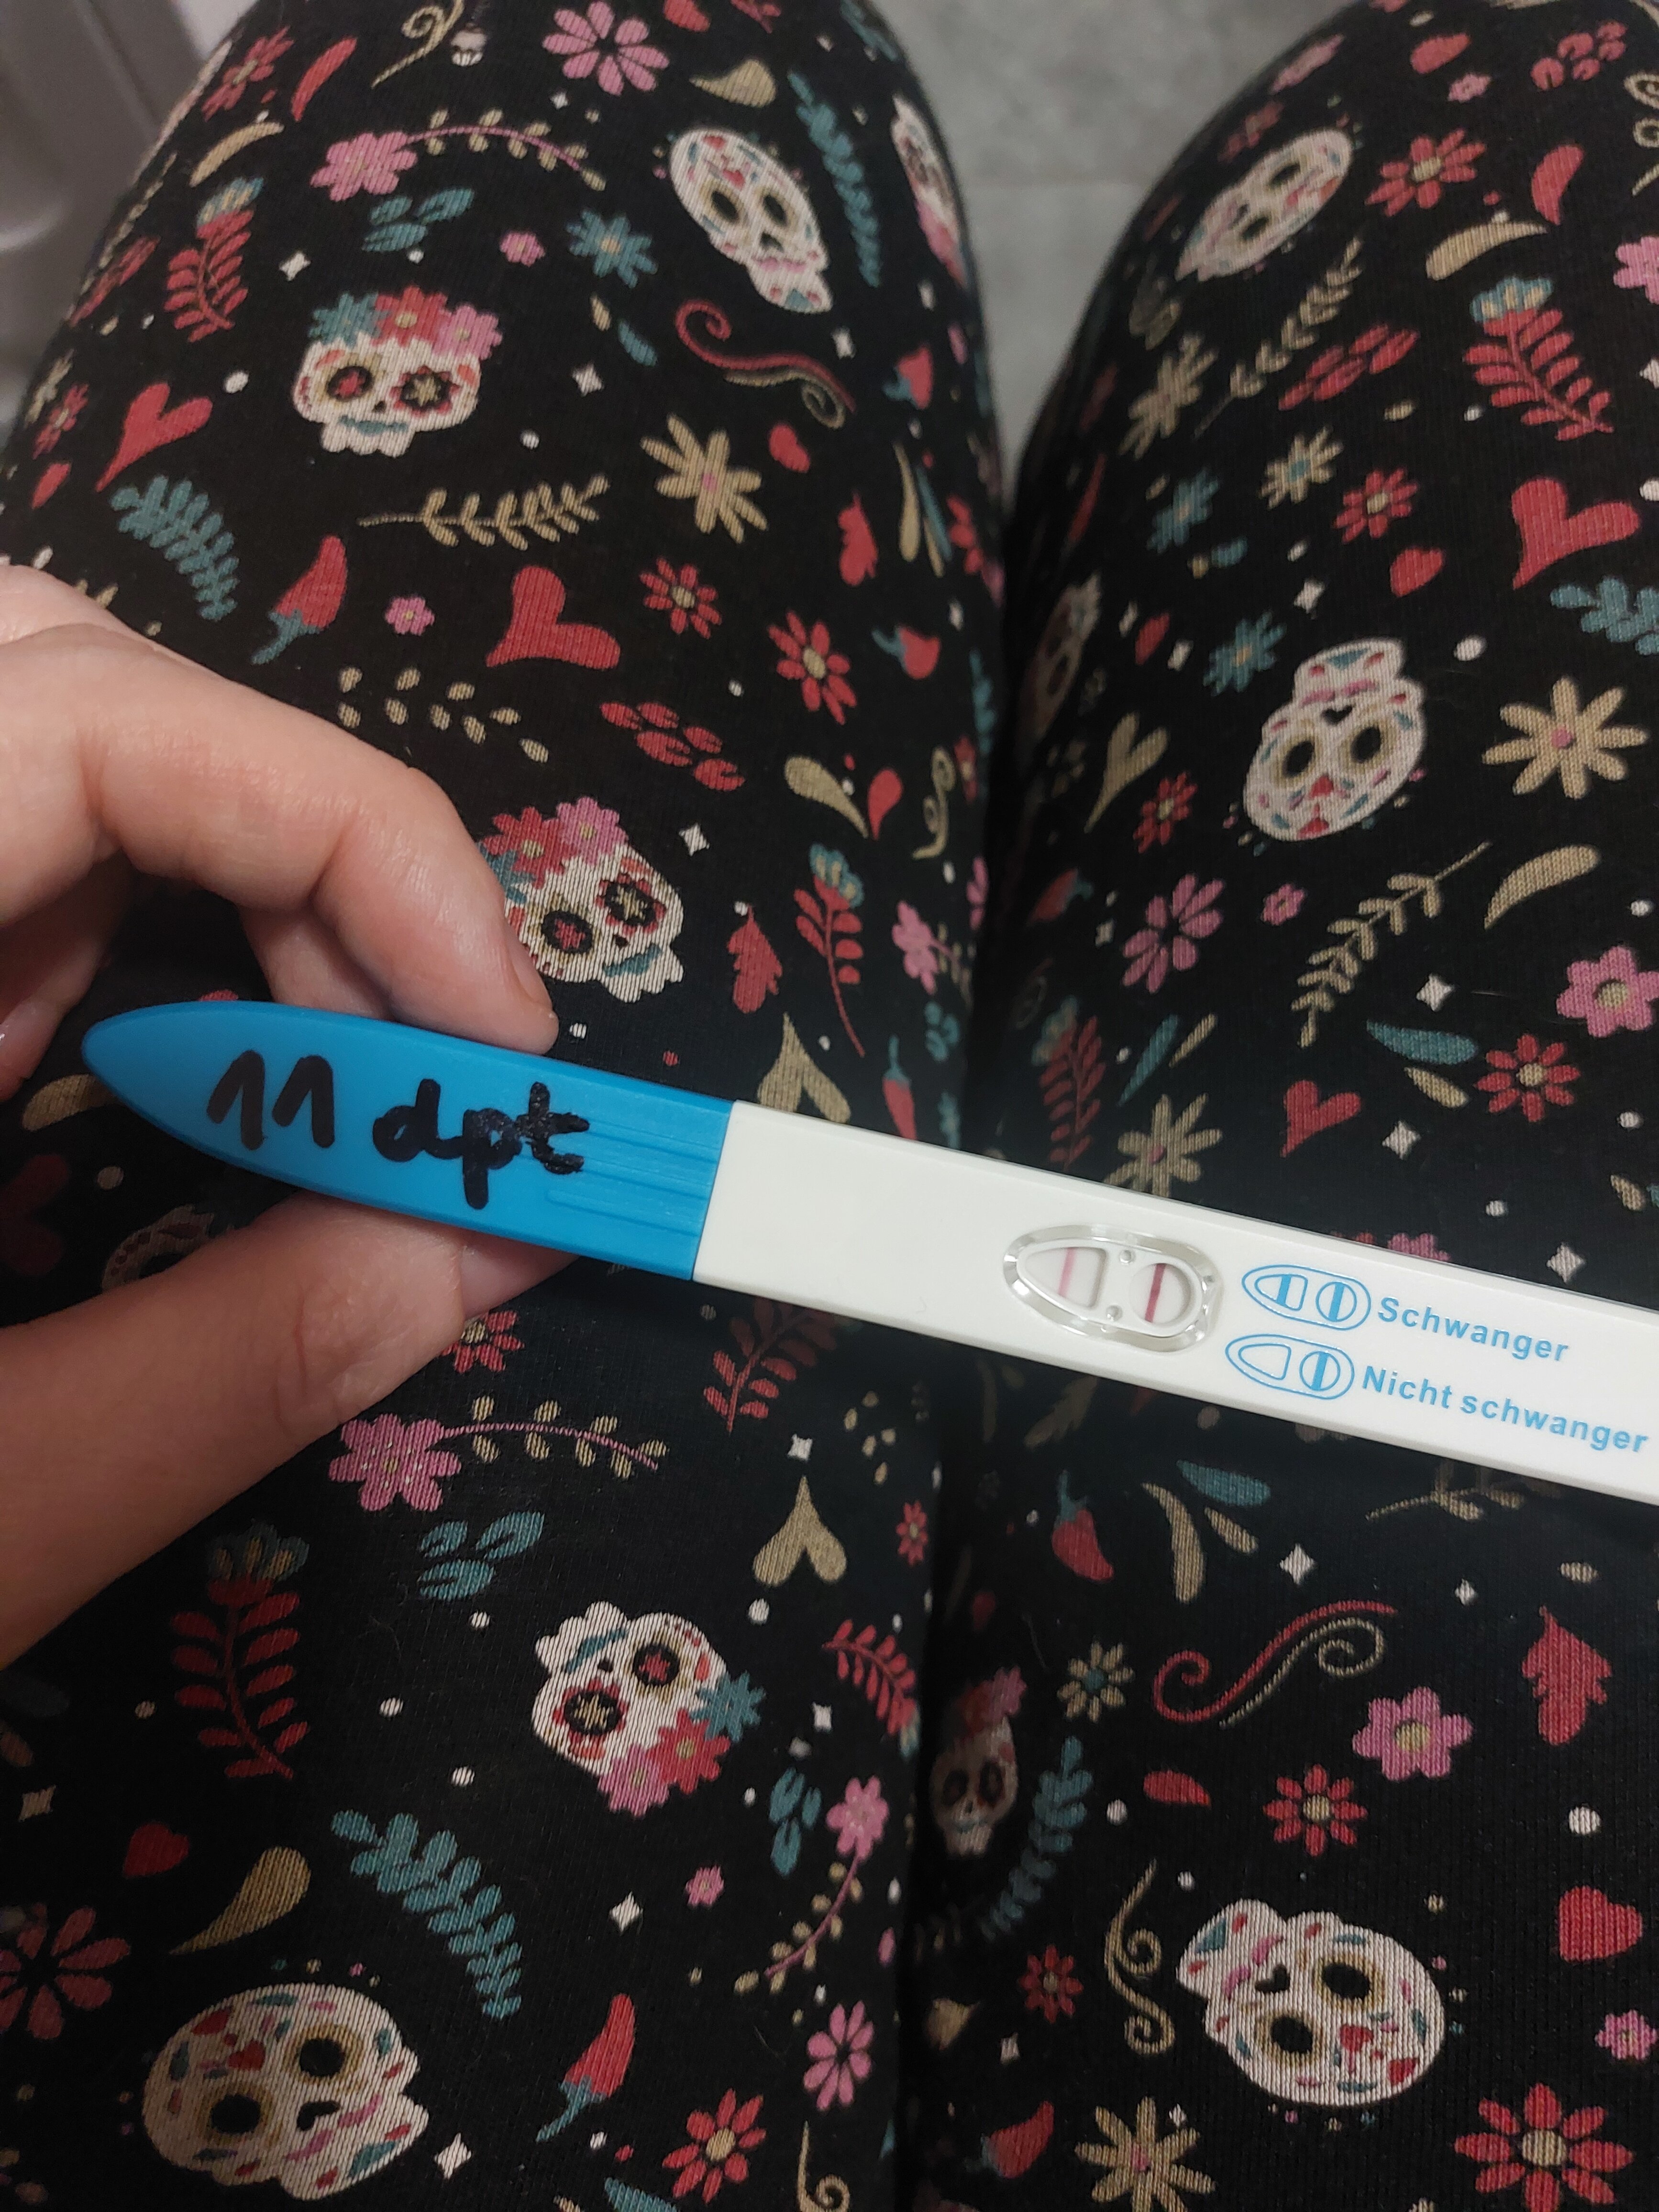 11 dpt
Schwanger
Nicht schwanger